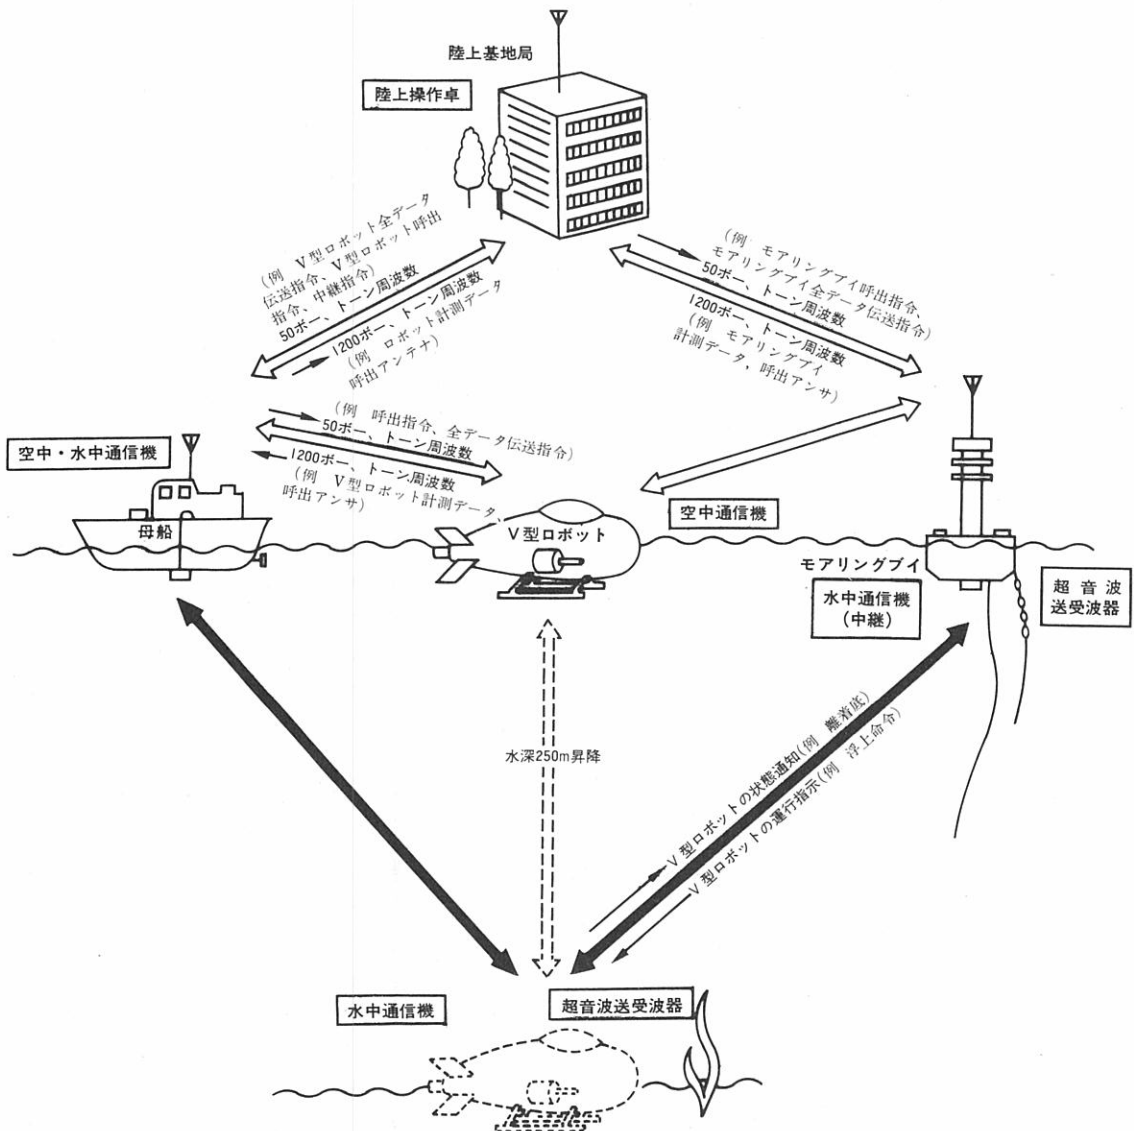 陸上基地局
陸上操作卓
(例 V型ロボット全データ
伝送指令、V型ロボット呼出
指令、中継指令)
50ボー、トーン周波数
1200ボー、トーン周波数
(例 ロボット計測データ
呼出アンテナ)
(例 モアリングブイ呼出指令、
モアリングブイ全データ伝送指令)
50ボー、トーン周波数
1200ボー、トーン周波数
(例 モアリングブイ
計測データ、呼出アンサ)
(例 呼出指令、全データ伝送指令)
50ボー、トーン周波数
1200ボー、トーン周波数
(例 V型ロボット計測データ、
呼出アンサ)
空中・水中通信機
母船
V型ロボット
空中通信機
モアリングブイ
水中通信機
(中継)
超音波
送受波器
水深250m昇降
V型ロボットの状態通知(例 離着底)
V型ロボットの運行指示(例 浮上命令)
水中通信機
超音波送受波器